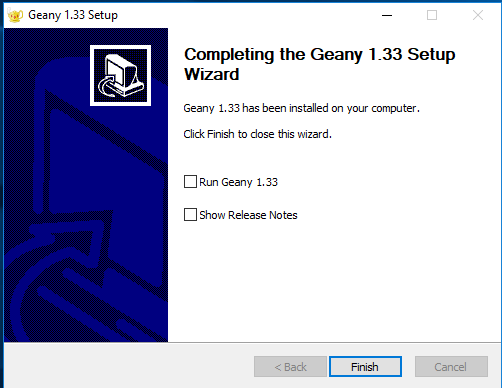 Geany 1.33 Setup
Completing the Geany 1.33 Setup
Wizard
Geany 1.33 has been installed on your computer.
Click Finish to close this wizard.
Run Geany 1.33
Show Release Notes
< Back
Finish
Cancel